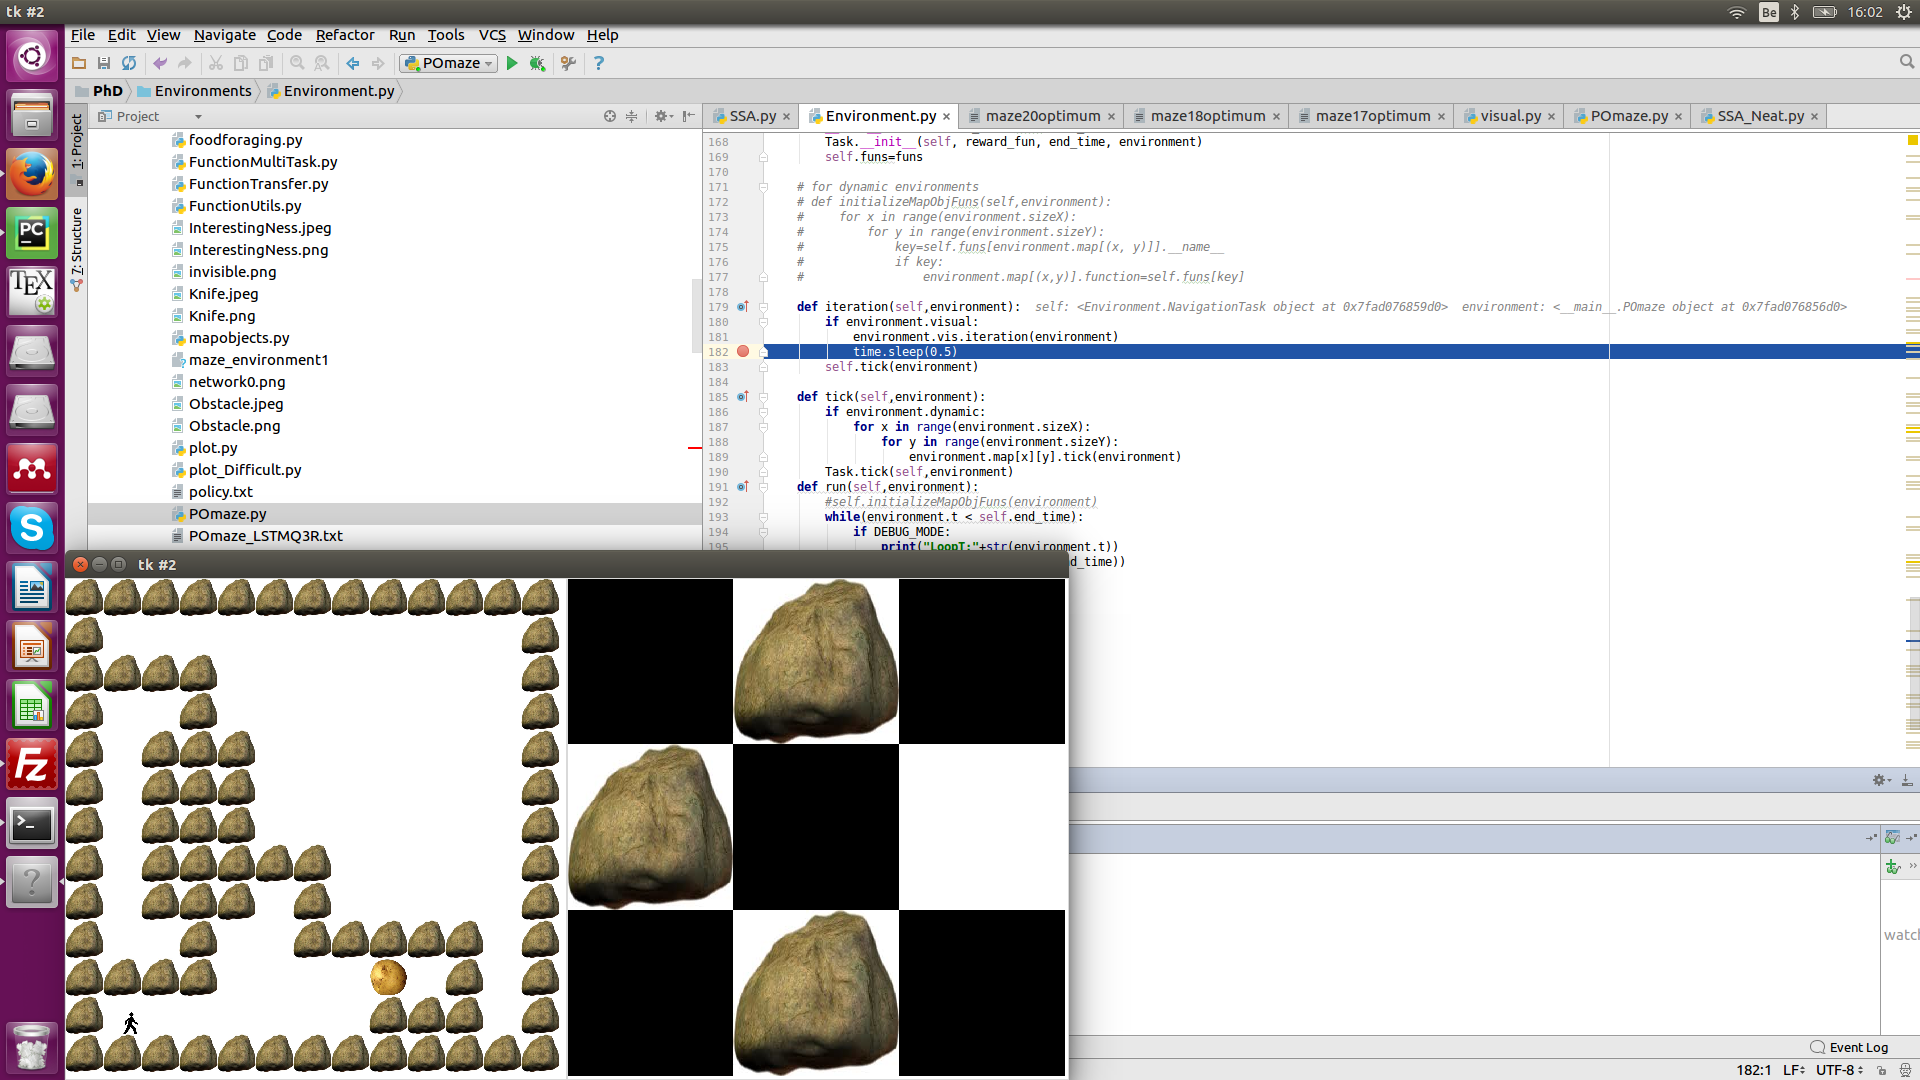 tk #2
Be
16:02
File Edit View Navigate Code Refactor Run Tools VCS Window Help
POmaze
PhD Environments Environment.py
Project
SSA.py Environment.py maze20optimum maze18optimum maze17optimum visual.py POmaze.py SSA_Neat.py
1: Project
7: Structure
foodforaging.py
FunctionMultiTask.py
FunctionTransfer.py
FunctionUtils.py
InterestingNess.jpeg
InterestingNess.png
invisible.png
Knife.jpeg
Knife.png
mapobjects.py
maze_environment1
network0.png
Obstacle.jpeg
Obstacle.png
plot.py
plot_Difficult.py
policy.txt
POmaze.py
POmaze_LSTMQ3R.txt
168 Task.__init__(self, reward_fun, end_time, environment)
169 self.funs=funs
170
171 # for dynamic environments
172 # def initializeMapObjFuns(self,environment):
173 # for x in range(environment.sizeX):
174 # for y in range(environment.sizeY):
175 # key=self.funs[environment.map[(x, y)]].__name__
176 # if key:
177 # environment.map[(x,y)].function=self.funs[key]
178
179 def iteration(self,environment): self: <Environment.NavigationTask object at 0x7fad076859d0> environment: <__main__.POmaze object at 0x7fad076856d0>
180 if environment.visual:
181 environment.vis.iteration(environment)
182 time.sleep(0.5)
183 self.tick(environment)
184
185 def tick(self,environment):
186 if environment.dynamic:
187 for x in range(environment.sizeX):
188 for y in range(environment.sizeY):
189 environment.map[x][y].tick(environment)
190 Task.tick(self,environment)
191 def run(self,environment):
192 #self.initializeMapObjFuns(environment)
193 while(environment.t < self.end_time):
194 if DEBUG_MODE:
195 print("LoopT:"+str(environment.t))
d_time))
tk #2
PC
TEX
S
Fz
>_
?
watch
Event Log
182:1 LF UTF-8